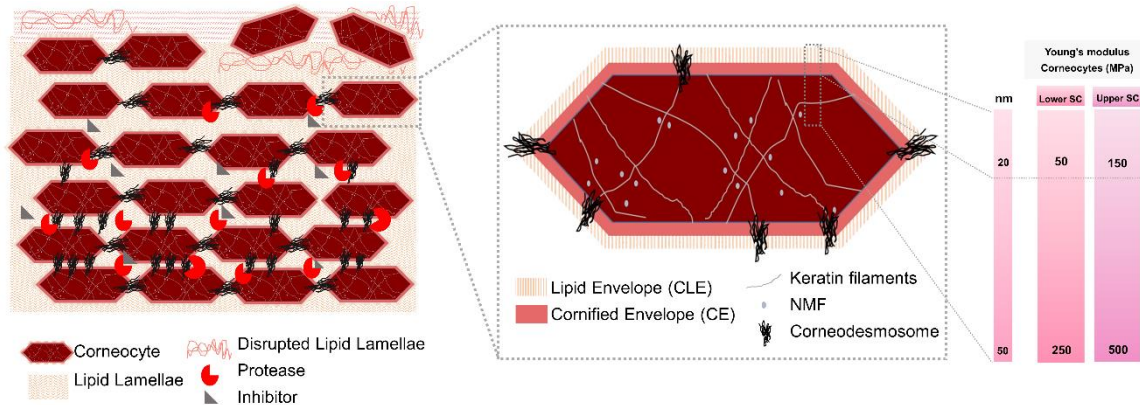 Corneocyte
Lipid Lamellae
Disrupted Lipid Lamellae
Protease
Inhibitor
Lipid Envelope (CLE)
Cornified Envelope (CE)
Keratin filaments
NMF
Corneodesmosome
Young's modulus
Corneocytes (MPa)
nm
Lower SC
Upper SC
20
50
150
50
250
500